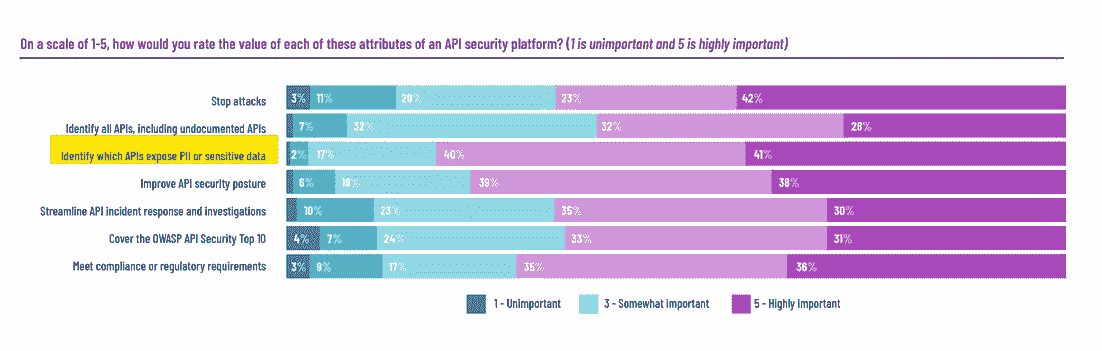 On a scale of 1-5, how would you rate the value of each of these attributes of an API security platform? (1 is unimportant and 5 is highly important)
Stop attacks 3% 11% 20% 23% 42%
Identify all APIs, including undocumented APIs 7% 32% 32% 28%
Identify which APIs expose PII or sensitive data 2% 17% 40% 41%
Improve API security posture 6% 18% 39% 38%
Streamline API incident response and investigations 10% 23% 35% 30%
Cover the OWASP API Security Top 10 4% 7% 24% 33% 31%
Meet compliance or regulatory requirements 3% 9% 17% 35% 36%
1 - Unimportant 3 - Somewhat important 5 - Highly important